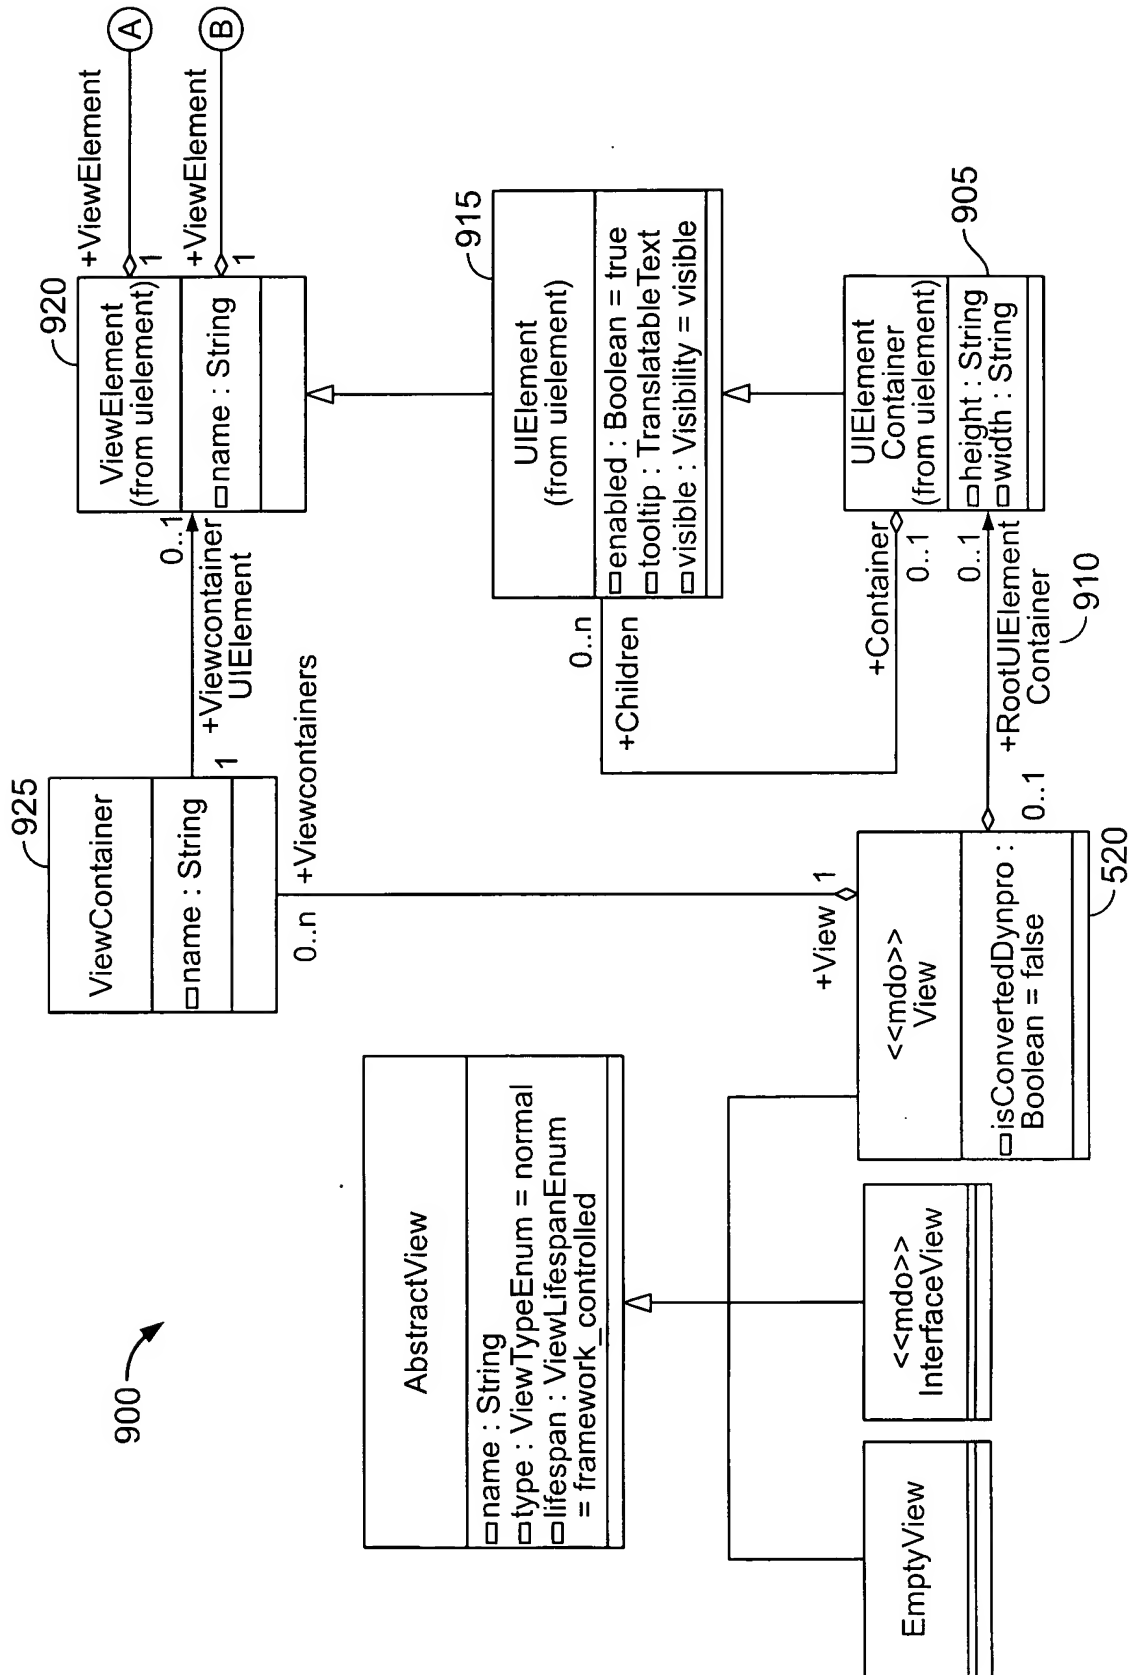 900
AbstractView
name : String
type : ViewTypeEnum = normal
lifespan : ViewLifespanEnum
= framework_controlled
EmptyView
<<mdo>>
InterfaceView
<<mdo>>
View
isConvertedDynpro :
Boolean = false
520
+View
1
0..n
+Viewcontainers
925
ViewContainer
name : String
1
+Viewcontainer
UIElement
0..1
920
ViewElement
(from uielement)
name : String
1
+ViewElement
A
1
+ViewElement
B
915
UIElement
(from uielement)
enabled : Boolean = true
tooltip : TranslatableText
visible : Visibility = visible
0..n
+Children
+Container
0..1
905
UIElement
Container
(from uielement)
height : String
width : String
0..1
+RootUIElement
Container
0..1
910